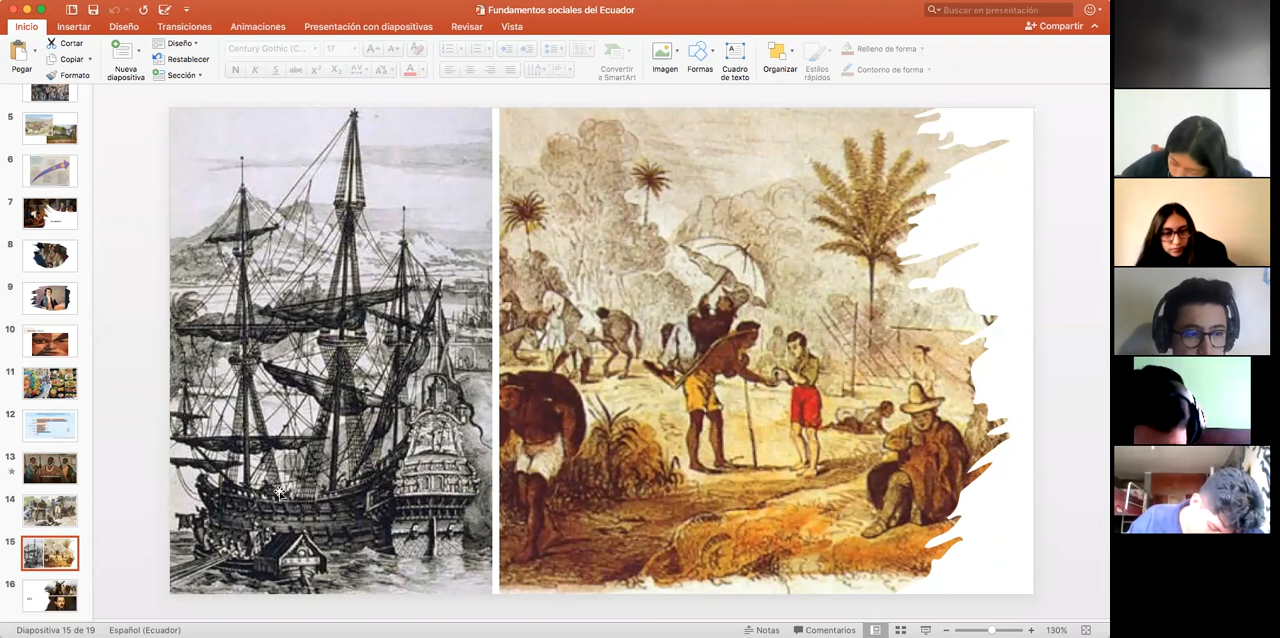 Fundamentos sociales del Ecuador
Buscar en presentación
Inicio Insertar Diseño Transiciones Animaciones Presentación con diapositivas Revisar Vista
Compartir
Pegar
Cortar
Copiar
Formato
Nueva diapositiva
Diseño
Restablecer
Sección
Century Gothic (C... 17
N K S abc X² X₂
Convertir a SmartArt
Imagen
Formas
Cuadro de texto
Organizar
Estilos rápidos
Relleno de forma
Contorno de forma
5
6
7
8
9
10
11
12
13
14
15
16
Diapositiva 15 de 19 Español (Ecuador)
Notas Comentarios 130%